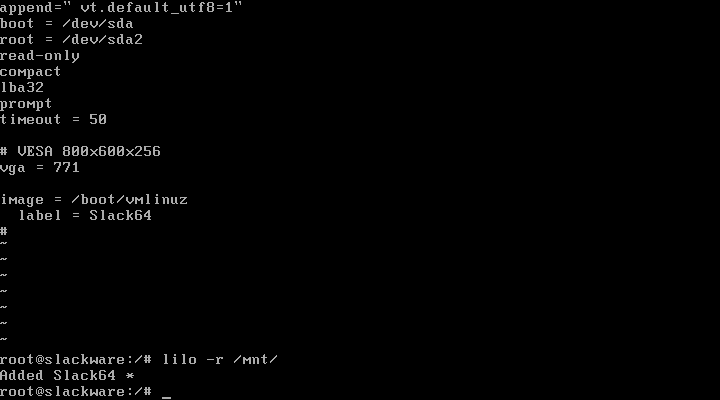 append=" vt.default_utf8=1"
boot = /dev/sda
root = /dev/sda2
read-only
compact
lba32
prompt
timeout = 50
# VESA 800x600x256
vga = 771
image = /boot/vmlinuz
  label = Slack64
#
~
~
~
~
~
~
~
root@slackware:/# lilo -r /mnt/
Added Slack64 *
root@slackware:/# _